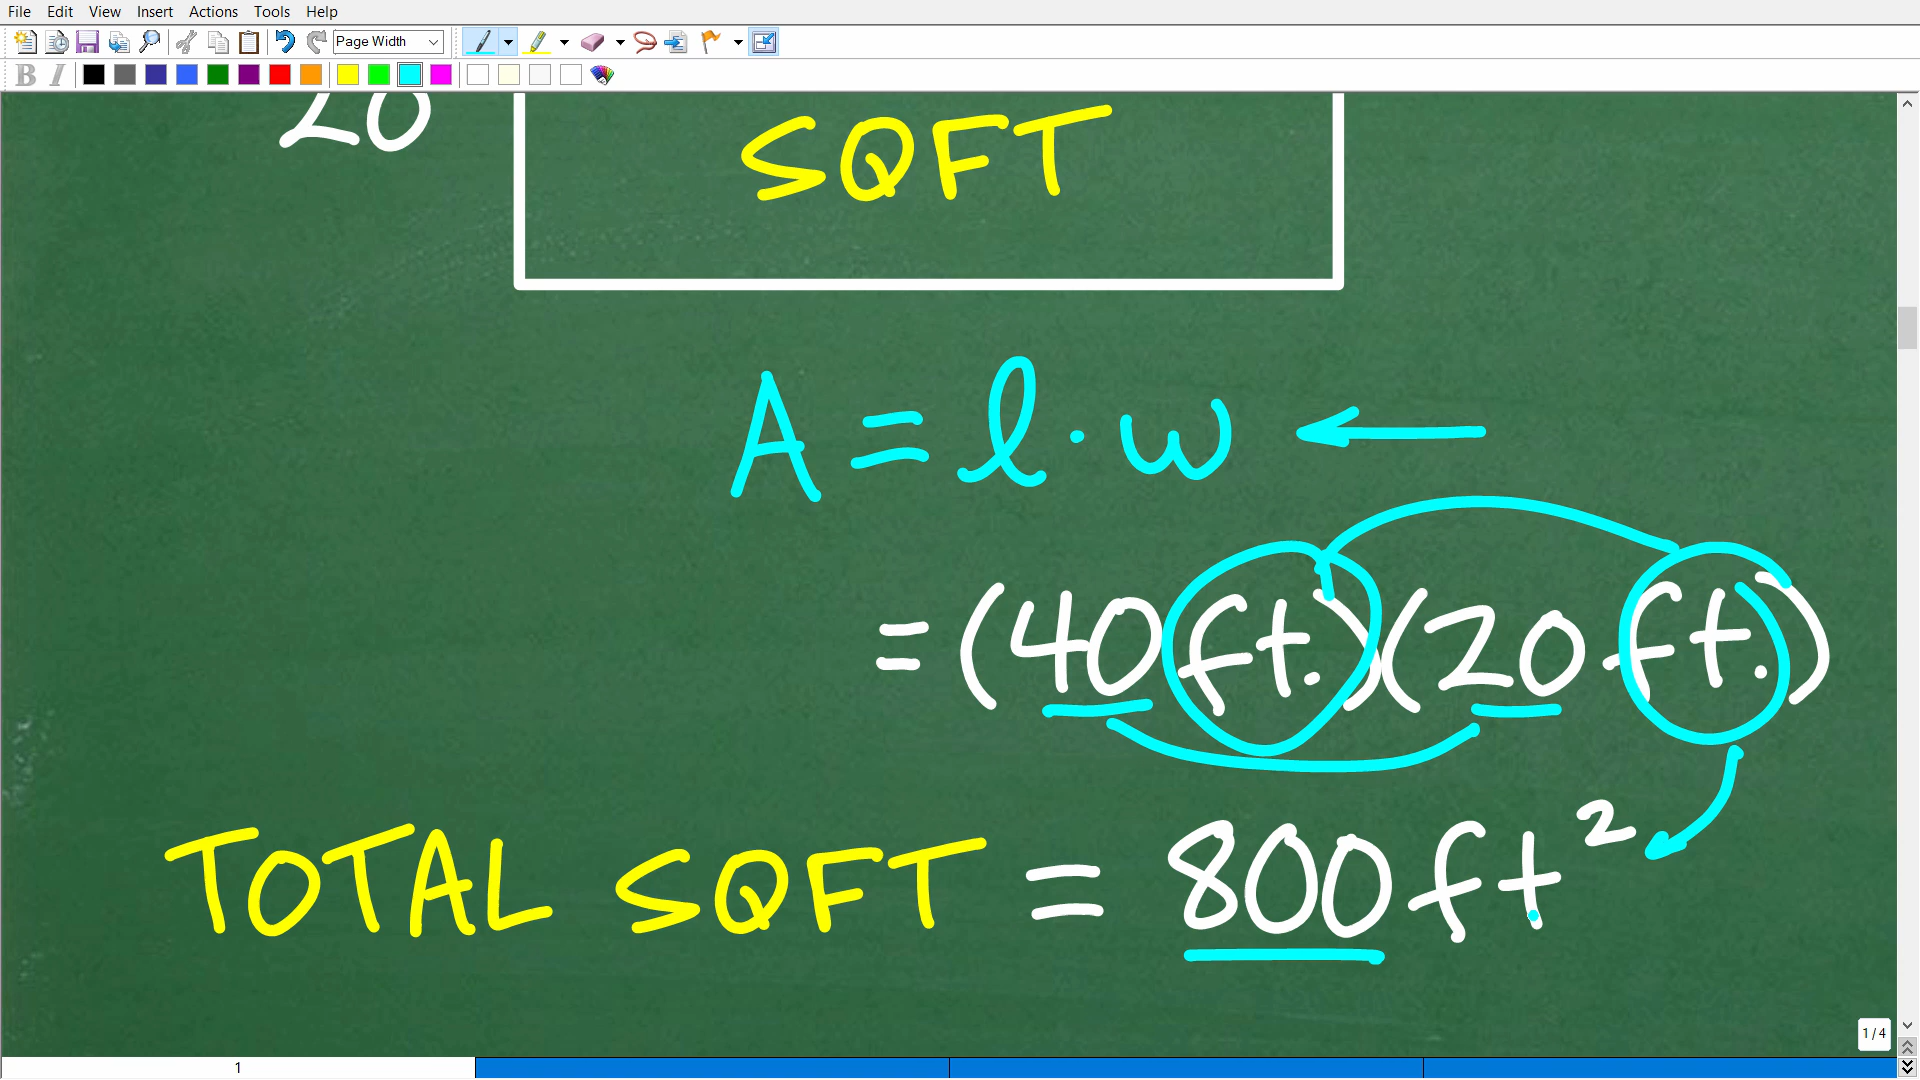 File Edit View Insert Actions Tools Help
Page Width
B I
20
SQFT
A = l · w
= (40 ft.)(20 ft.)
TOTAL SQFT = 800 ft²
1 / 4
1